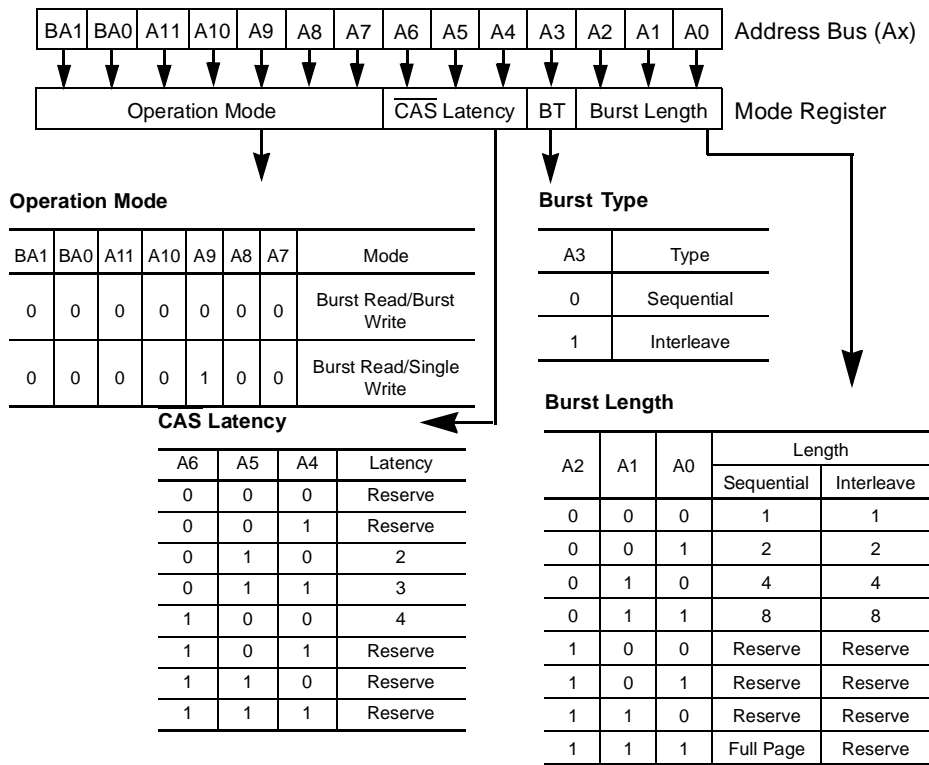 BA1 BA0 A11 A10 A9 A8 A7 A6 A5 A4 A3 A2 A1 A0 Address Bus (Ax)
Operation Mode CAS Latency BT Burst Length Mode Register
Operation Mode
BA1 BA0 A11 A10 A9 A8 A7 Mode
0 0 0 0 0 0 0 Burst Read/Burst
Write
0 0 0 0 1 0 0 Burst Read/Single
Write
Burst Type
A3 Type
0 Sequential
1 Interleave
CAS Latency
A6 A5 A4 Latency
0 0 0 Reserve
0 0 1 Reserve
0 1 0 2
0 1 1 3
1 0 0 4
1 0 1 Reserve
1 1 0 Reserve
1 1 1 Reserve
Burst Length
A2 A1 A0 Length
Sequential Interleave
0 0 0 1 1
0 0 1 2 2
0 1 0 4 4
0 1 1 8 8
1 0 0 Reserve Reserve
1 0 1 Reserve Reserve
1 1 0 Reserve Reserve
1 1 1 Full Page Reserve